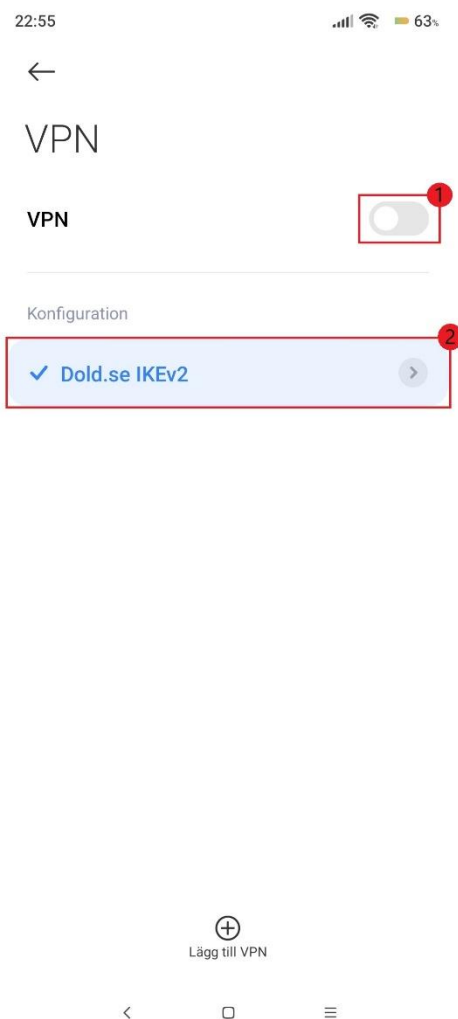 22:55
63%
VPN
VPN
1
Konfiguration
2
Dold.se IKEv2
Lägg till VPN